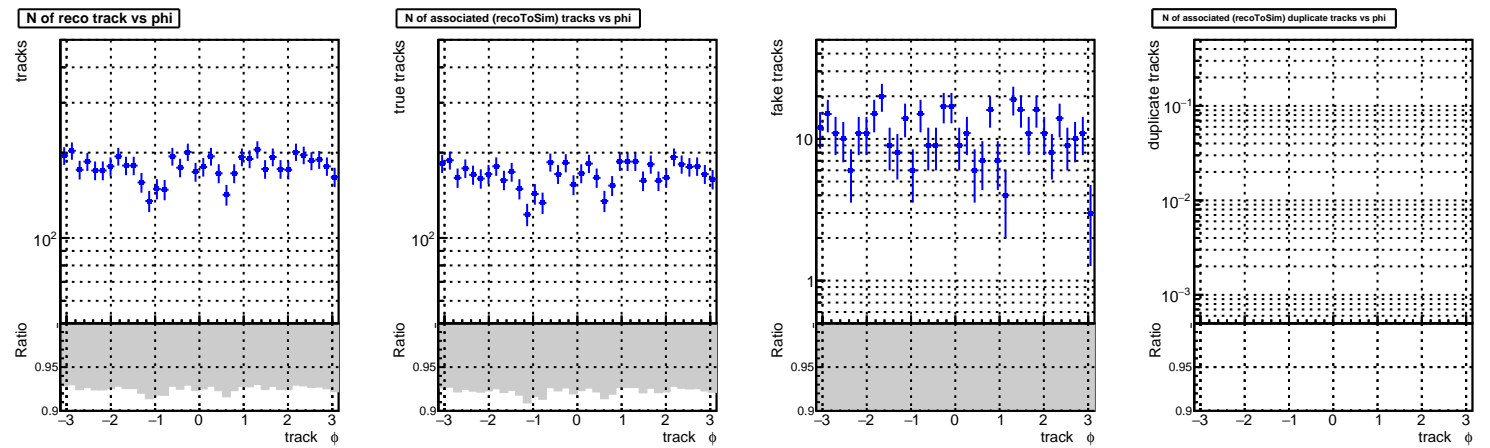 N of reco track vs phi
tracks
10²
Ratio
0.95
0.9
−3 −2 −1 0 1 2 3
track ϕ
N of associated (recoToSim) tracks vs phi
true tracks
10²
Ratio
0.95
0.9
−3 −2 −1 0 1 2 3
track ϕ
fake tracks
10
1
Ratio
0.95
0.9
−3 −2 −1 0 1 2 3
track ϕ
N of associated (recoToSim) duplicate tracks vs phi
duplicate tracks
10⁻¹
10⁻²
10⁻³
Ratio
0.95
0.9
−3 −2 −1 0 1 2 3
track ϕ